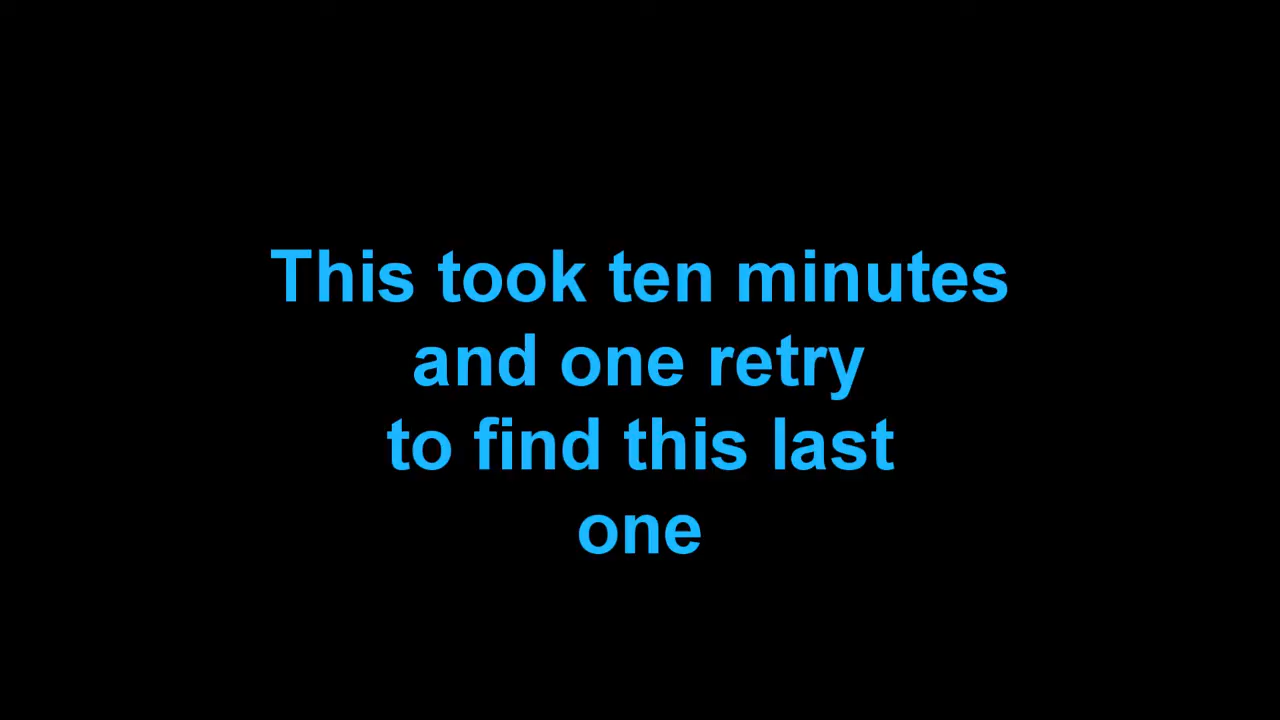 This took ten minutes
and one retry
to find this last
one